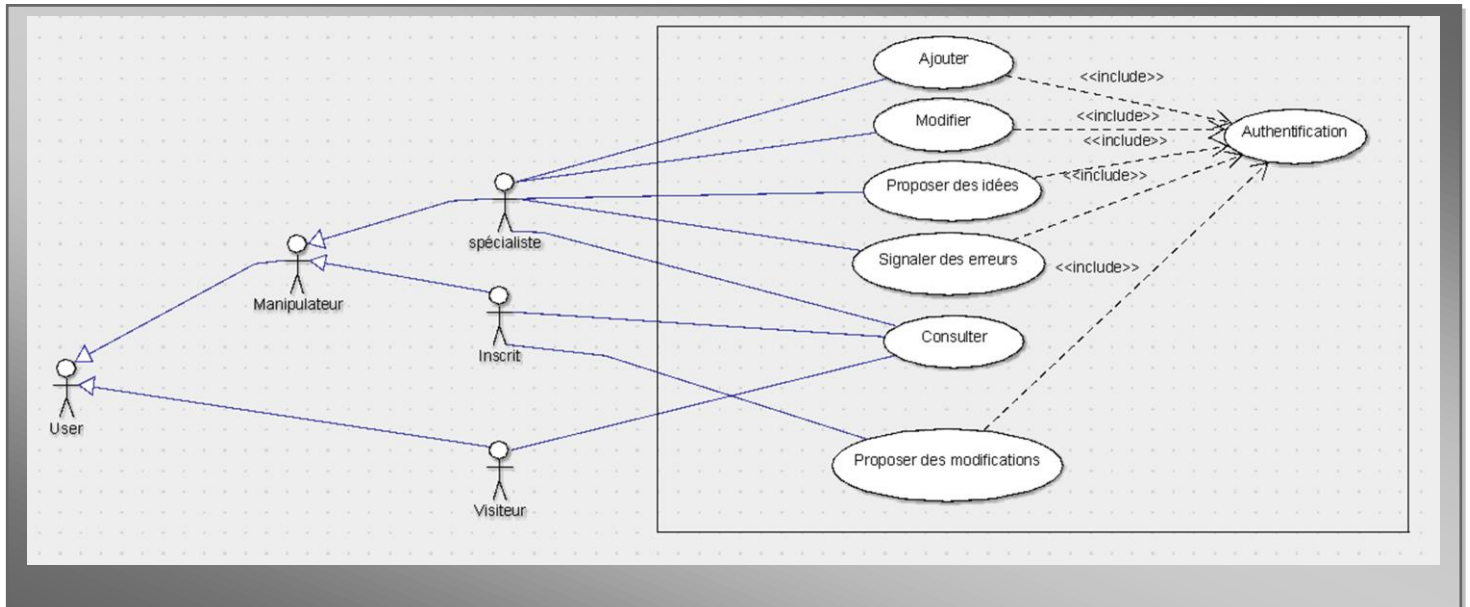 Ajouter
<<include>>
Modifier
<<include>>
Authentification
<<include>>
Proposer des idées
<<include>>
spécialiste
Signaler des erreurs
<<include>>
Manipulateur
Consulter
Inscrit
User
Proposer des modifications
Visiteur